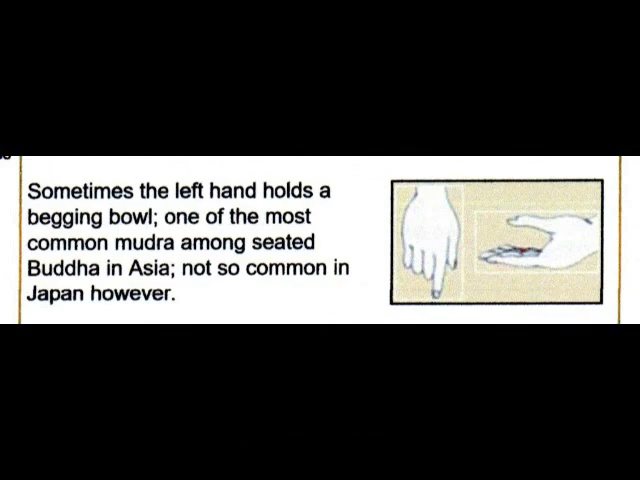 Sometimes the left hand holds a
begging bowl; one of the most
common mudra among seated
Buddha in Asia; not so common in
Japan however.